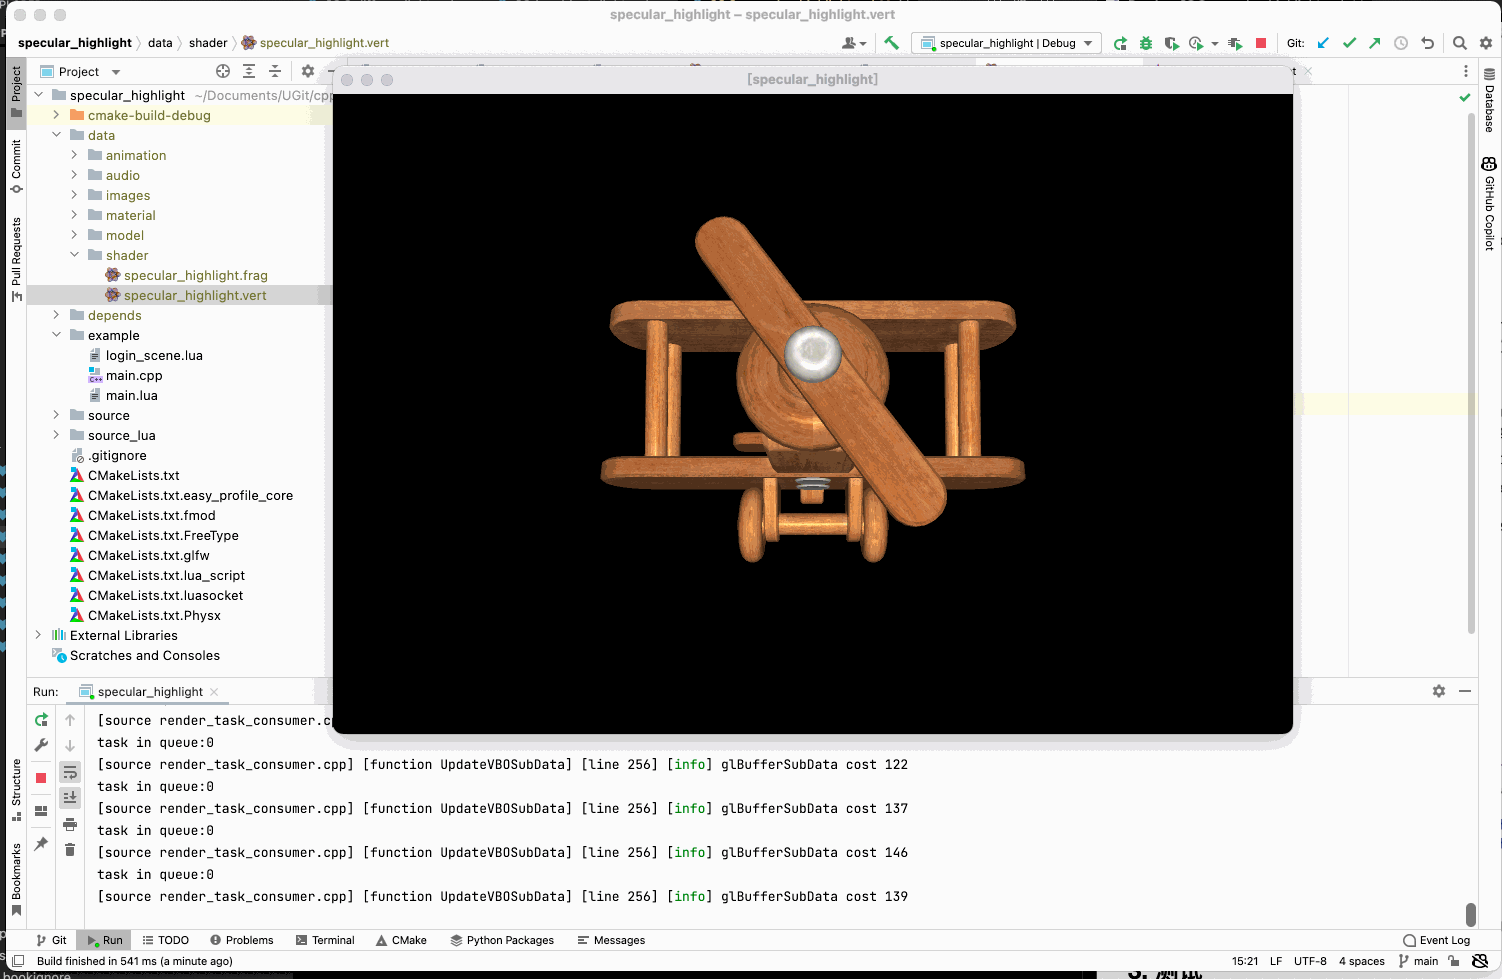 specular_highlight – specular_highlight.vert
specular_highlight data shader specular_highlight.vert
specular_highlight | Debug
Git:
Project
[specular_highlight]
specular_highlight ~/Documents/UGit/cpp
cmake-build-debug
data
animation
audio
images
material
model
shader
specular_highlight.frag
specular_highlight.vert
depends
example
login_scene.lua
main.cpp
main.lua
source
source_lua
.gitignore
CMakeLists.txt
CMakeLists.txt.easy_profile_core
CMakeLists.txt.fmod
CMakeLists.txt.FreeType
CMakeLists.txt.glfw
CMakeLists.txt.lua_script
CMakeLists.txt.luasocket
CMakeLists.txt.Physx
External Libraries
Scratches and Consoles
Project
Commit
Pull Requests
Structure
Bookmarks
Database
GitHub Copilot
Run: specular_highlight
[source render_task_consumer.cp
task in queue:0
[source render_task_consumer.cpp] [function UpdateVBOSubData] [line 256] [info] glBufferSubData cost 122
task in queue:0
[source render_task_consumer.cpp] [function UpdateVBOSubData] [line 256] [info] glBufferSubData cost 137
task in queue:0
[source render_task_consumer.cpp] [function UpdateVBOSubData] [line 256] [info] glBufferSubData cost 146
task in queue:0
[source render_task_consumer.cpp] [function UpdateVBOSubData] [line 256] [info] glBufferSubData cost 139
Git Run TODO Problems Terminal CMake Python Packages Messages Event Log
Build finished in 541 ms (a minute ago) 15:21 LF UTF-8 4 spaces main